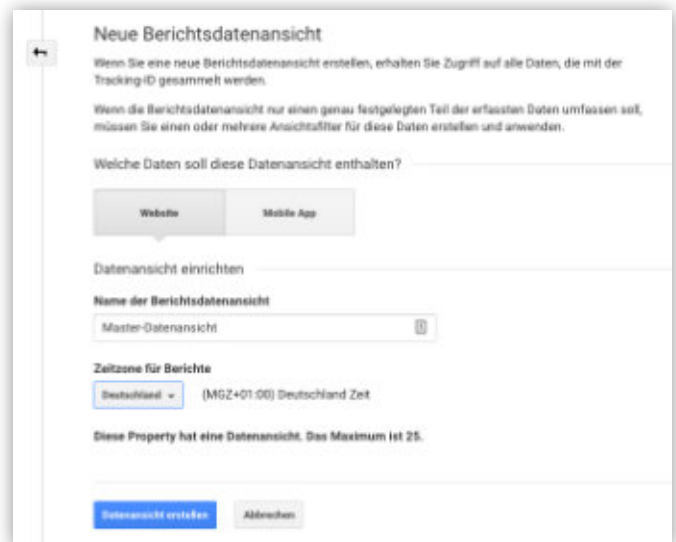 Neue Berichtsdatenansicht
Wenn Sie eine neue Berichtsdatenansicht erstellen, erhalten Sie Zugriff auf alle Daten, die mit der
Tracking-ID gesammelt werden.
Wenn die Berichtsdatenansicht nur einen genau festgelegten Teil der erfassten Daten umfassen soll,
müssen Sie einen oder mehrere Ansichtsfilter für diese Daten erstellen und anwenden.
Welche Daten soll diese Datenansicht enthalten?
Website Mobile App
Datenansicht einrichten
Name der Berichtsdatenansicht
Master-Datenansicht
Zeitzone für Berichte
Deutschland (MGZ+01:00) Deutschland Zeit
Diese Property hat eine Datenansicht. Das Maximum ist 25.
Datenansicht erstellen Abbrechen